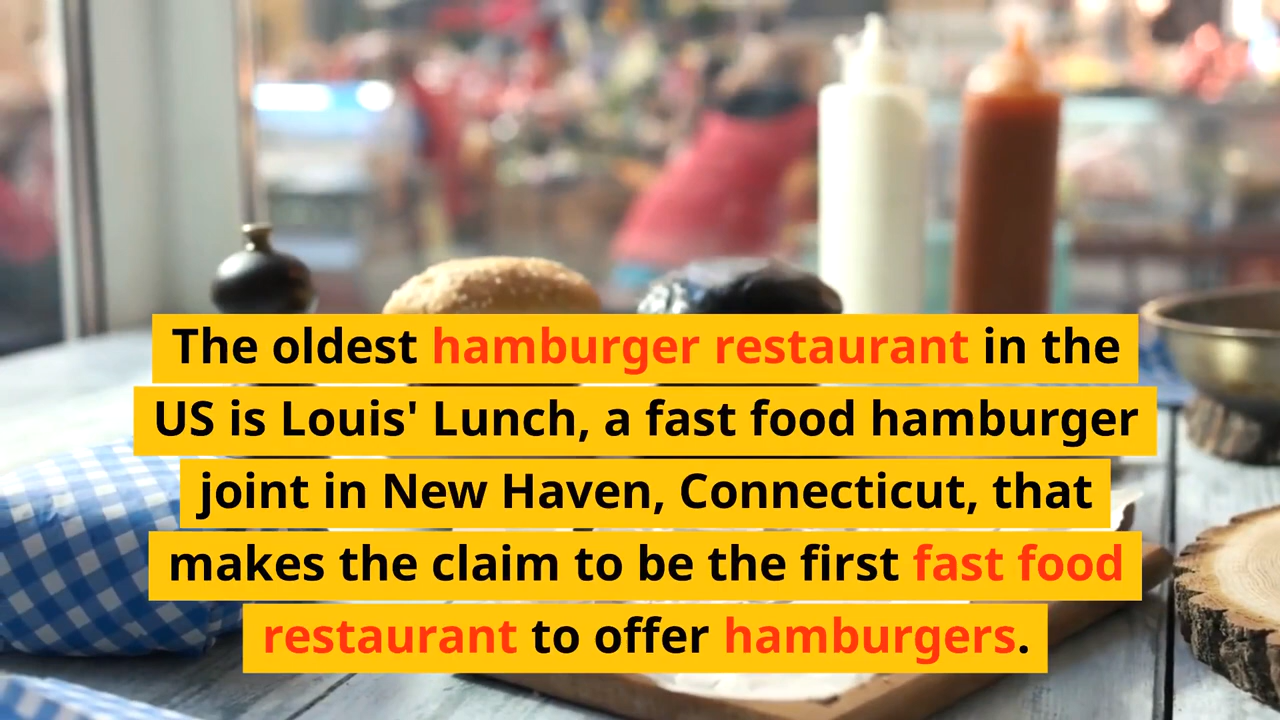 The oldest hamburger restaurant in the
US is Louis' Lunch, a fast food hamburger
joint in New Haven, Connecticut, that
makes the claim to be the first fast food
restaurant to offer hamburgers.